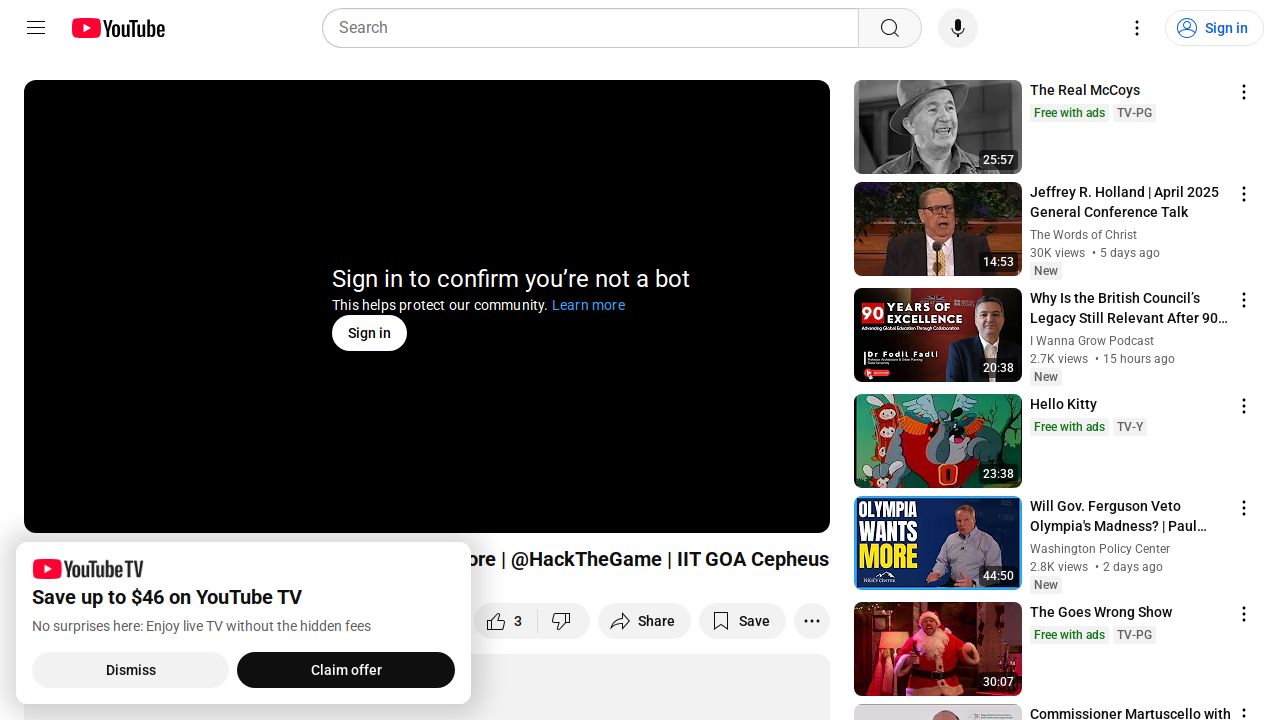 YouTube
Search
Sign in
Sign in to confirm you’re not a bot
This helps protect our community. Learn more
Sign in
ore | @HackTheGame | IIT GOA Cepheus
3
Share
Save
YouTube TV
Save up to $46 on YouTube TV
No surprises here: Enjoy live TV without the hidden fees
Dismiss
Claim offer
25:57
The Real McCoys
Free with ads TV-PG
14:53
Jeffrey R. Holland | April 2025
General Conference Talk
The Words of Christ
30K views • 5 days ago
New
90 YEARS OF
EXCELLENCE
Advancing Global Education Through Collaboration
Dr Fodil Fadli
20:38
Why Is the British Council’s
Legacy Still Relevant After 90...
I Wanna Grow Podcast
2.7K views • 15 hours ago
New
23:38
Hello Kitty
Free with ads TV-Y
OLYMPIA
WANTS
MORE
POLICY CENTER
44:50
Will Gov. Ferguson Veto
Olympia's Madness? | Paul...
Washington Policy Center
2.8K views • 2 days ago
New
30:07
The Goes Wrong Show
Free with ads TV-PG
Commissioner Martuscello with